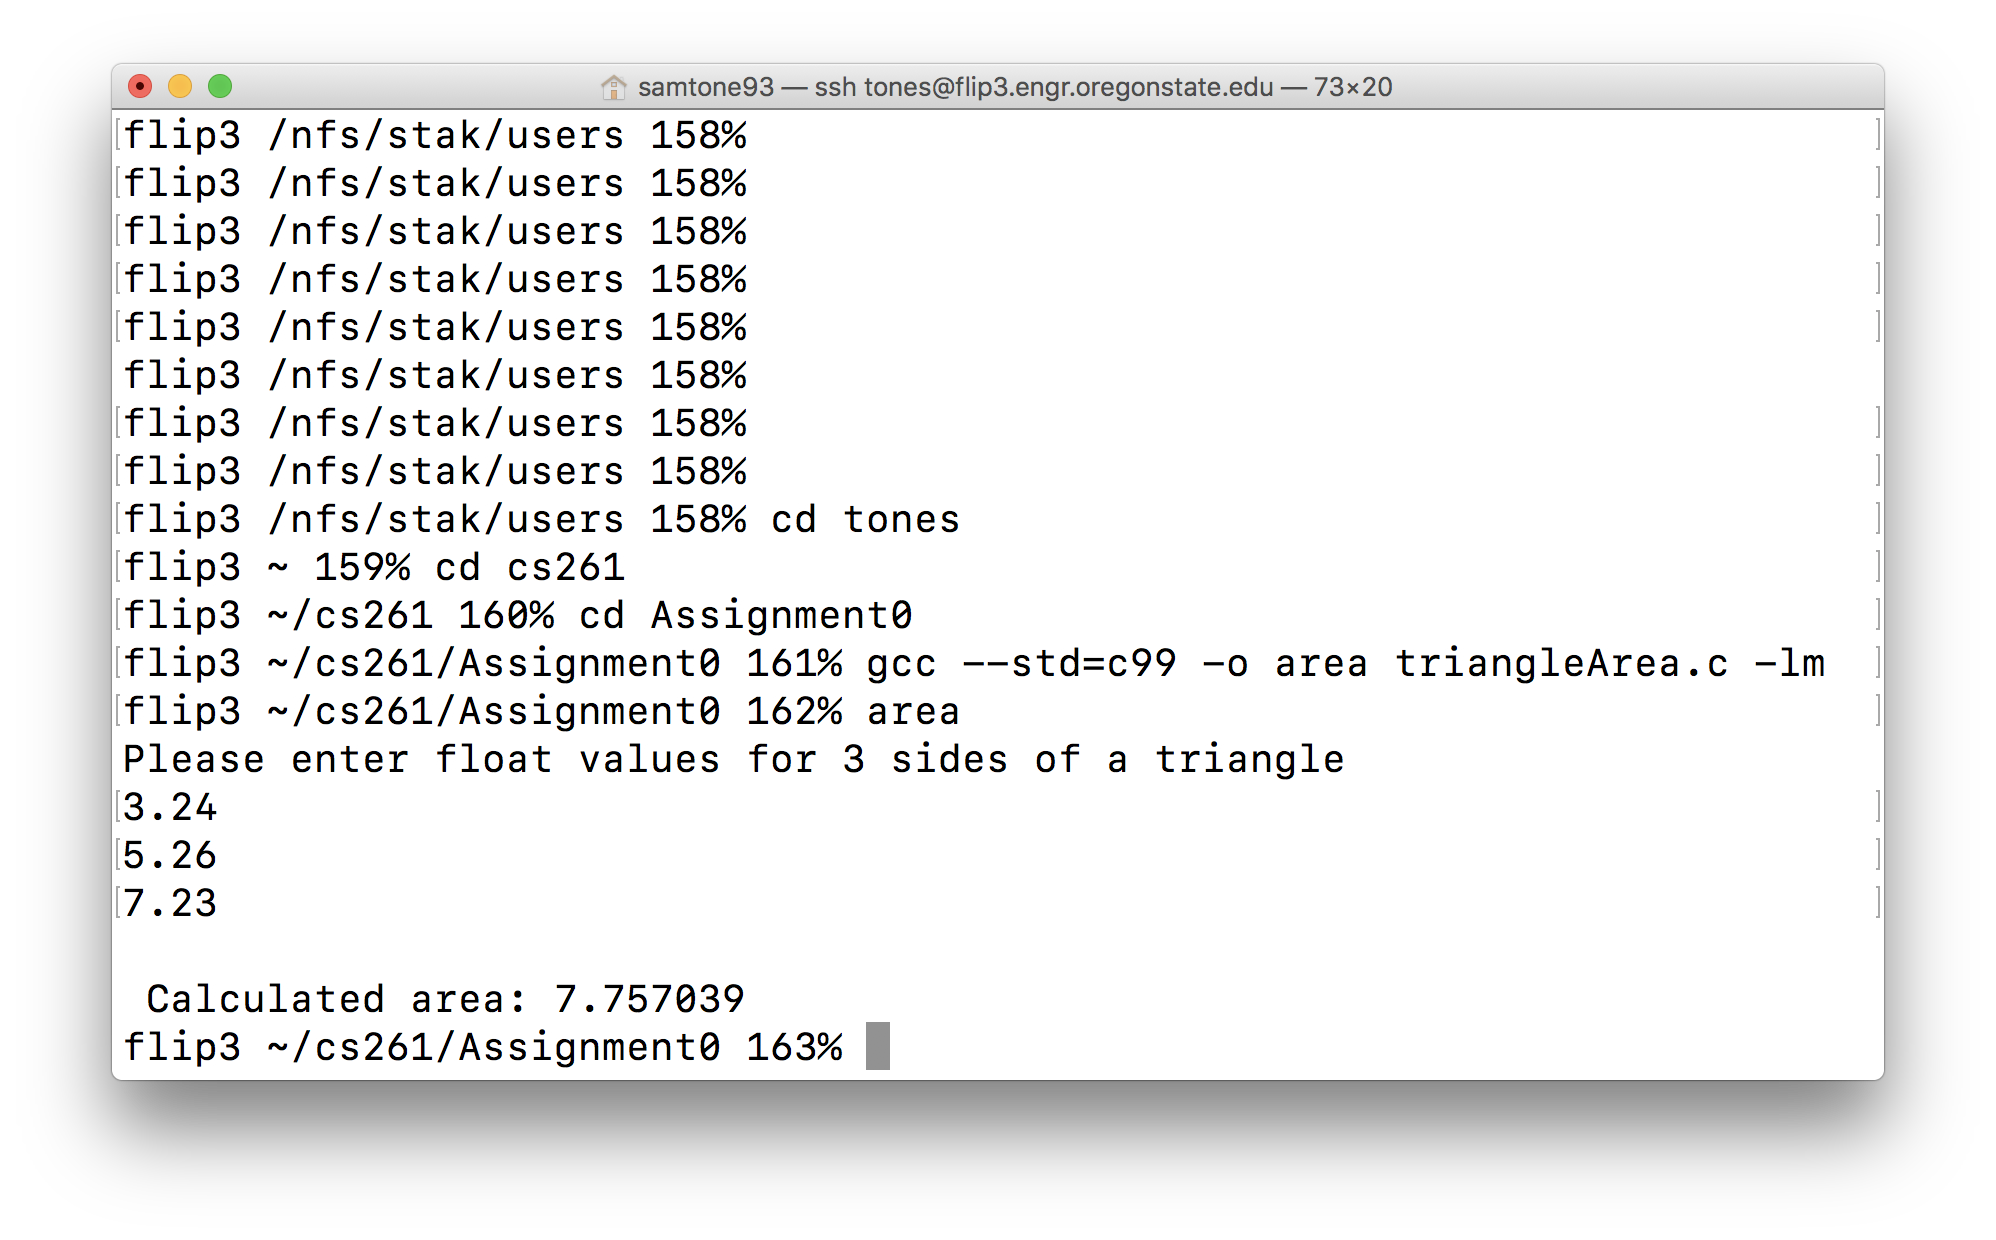 samtone93 — ssh tones@flip3.engr.oregonstate.edu — 73×20
[flip3 /nfs/stak/users 158% ]
[flip3 /nfs/stak/users 158% ]
[flip3 /nfs/stak/users 158% ]
[flip3 /nfs/stak/users 158% ]
[flip3 /nfs/stak/users 158% ]
flip3 /nfs/stak/users 158%
[flip3 /nfs/stak/users 158% ]
[flip3 /nfs/stak/users 158% ]
[flip3 /nfs/stak/users 158% cd tones ]
[flip3 ~ 159% cd cs261 ]
[flip3 ~/cs261 160% cd Assignment0 ]
[flip3 ~/cs261/Assignment0 161% gcc --std=c99 -o area triangleArea.c -lm ]
[flip3 ~/cs261/Assignment0 162% area ]
Please enter float values for 3 sides of a triangle
[3.24 ]
[5.26 ]
[7.23 ]
Calculated area: 7.757039
flip3 ~/cs261/Assignment0 163%